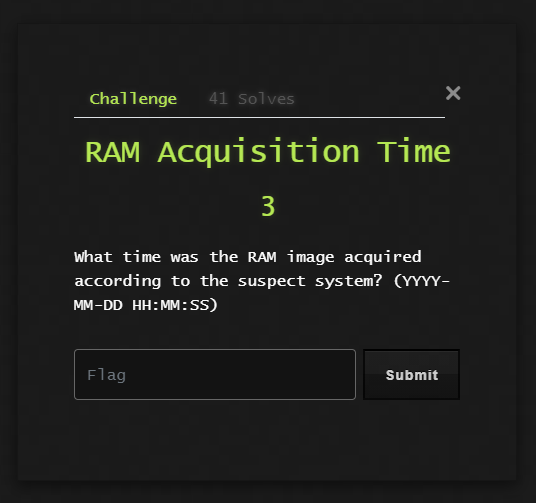 Challenge 41 Solves ×
RAM Acquisition Time
3
What time was the RAM image acquired
according to the suspect system? (YYYY-
MM-DD HH:MM:SS)
Flag Submit